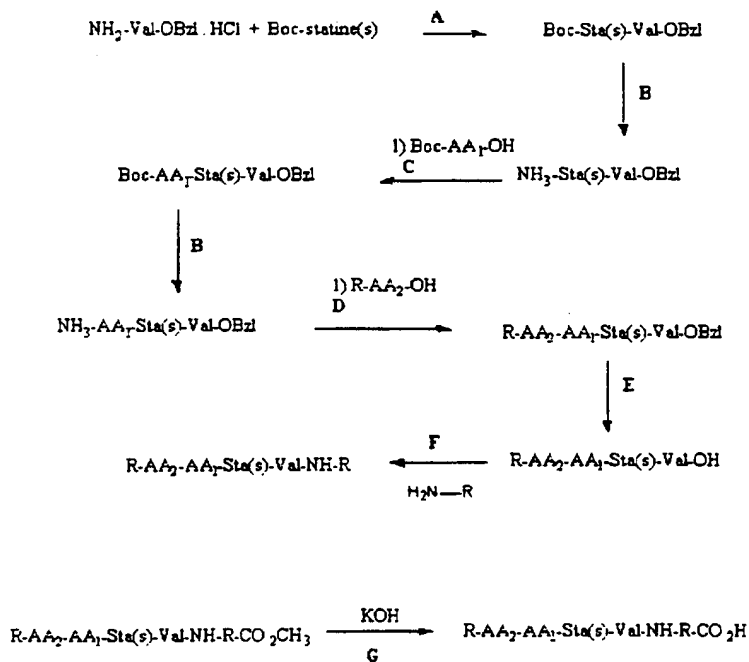 NH2-Val-OBzl . HCl + Boc-statine(s)
A
Boc-Sta(s)-Val-OBzl
B
1) Boc-AA1-OH
C
Boc-AA1-Sta(s)-Val-OBzl
NH3-Sta(s)-Val-OBzl
B
1) R-AA2-OH
D
NH3-AA1-Sta(s)-Val-OBzl
R-AA2-AA1-Sta(s)-Val-OBzl
E
F
R-AA2-AA1-Sta(s)-Val-NH-R
R-AA2-AA1-Sta(s)-Val-OH
H2N—R
KOH
R-AA2-AA1-Sta(s)-Val-NH-R-CO2CH3
R-AA2-AA1-Sta(s)-Val-NH-R-CO2H
G